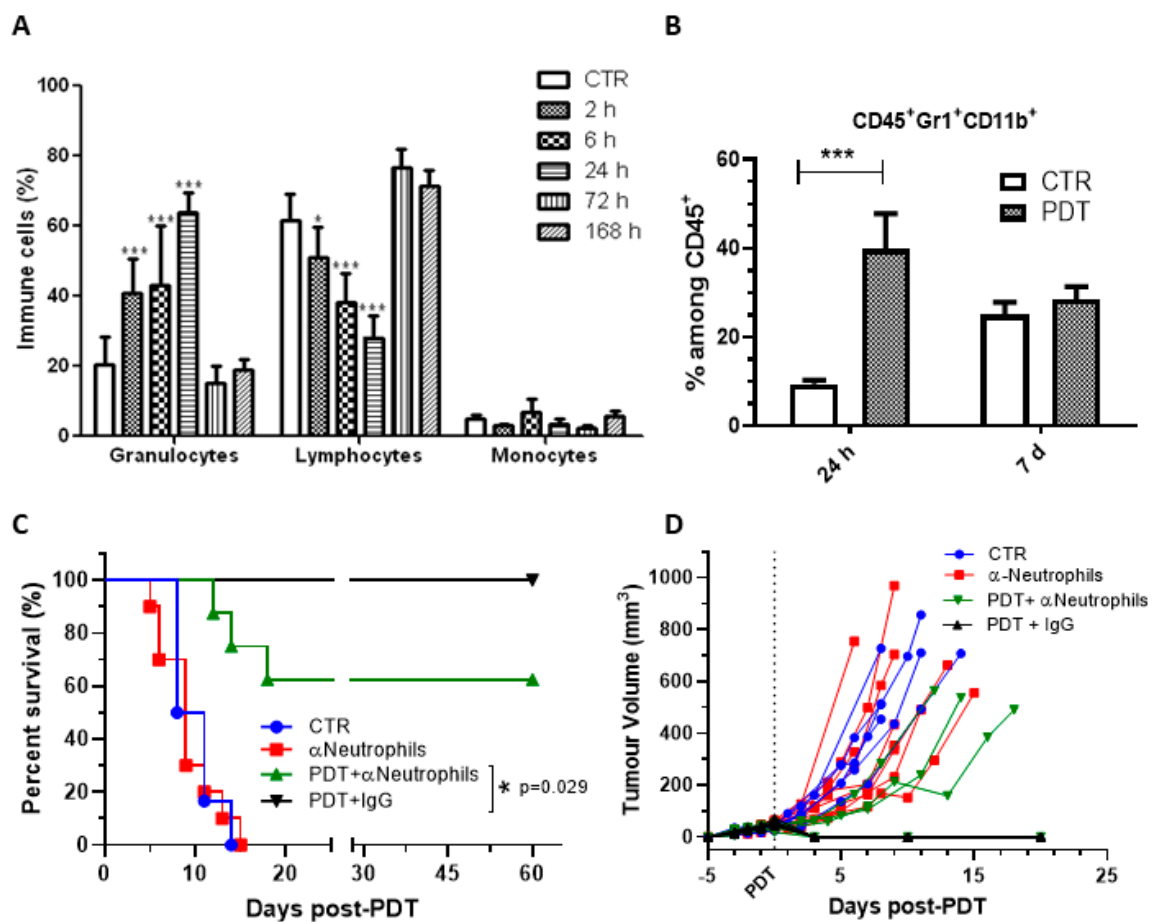 A
Immune cells (%)
100
80
60
40
20
0
CTR
2 h
6 h
24 h
72 h
168 h
*** *** ***
* *** ***
Granulocytes Lymphocytes Monocytes
B
CD45+Gr1+CD11b+
% among CD45+
60
40
20
0
***
CTR
PDT
24 h 7 d
C
Percent survival (%)
100
80
60
40
20
0
CTR
αNeutrophils
PDT+αNeutrophils
PDT+IgG
* p=0.029
0 10 20 30 45 60
Days post-PDT
D
Tumour Volume (mm³)
1000
800
600
400
200
0
CTR
α-Neutrophils
PDT+ αNeutrophils
PDT + IgG
-5 PDT 5 15 25
Days post-PDT